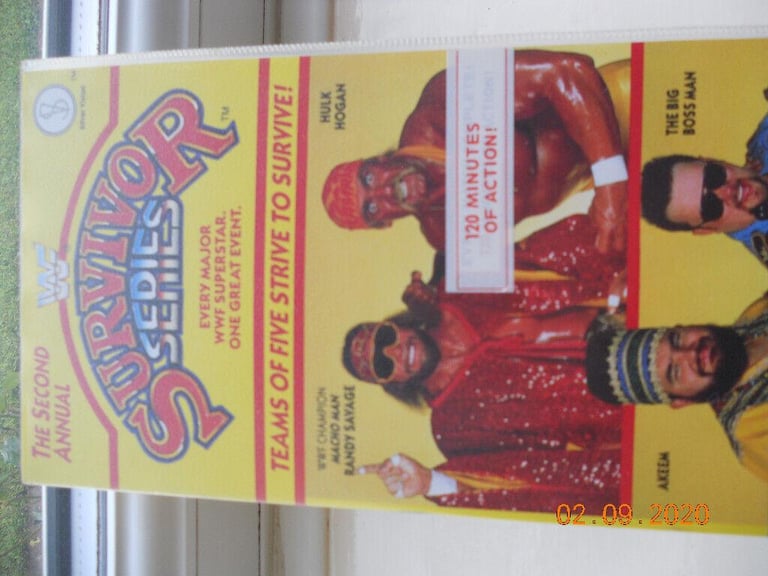 THE SECOND
ANNUAL
WF
SURVIVOR
SERIES
TM
EVERY MAJOR
WWF SUPERSTAR.
ONE GREAT EVENT.
TEAMS OF FIVE STRIVE TO SURVIVE!
WWF CHAMPION
MACHO MAN
RANDY SAVAGE
HULK
HOGAN
120 MINUTES
OF ACTION!
AKEEM
THE BIG
BOSS MAN
02.09.2020